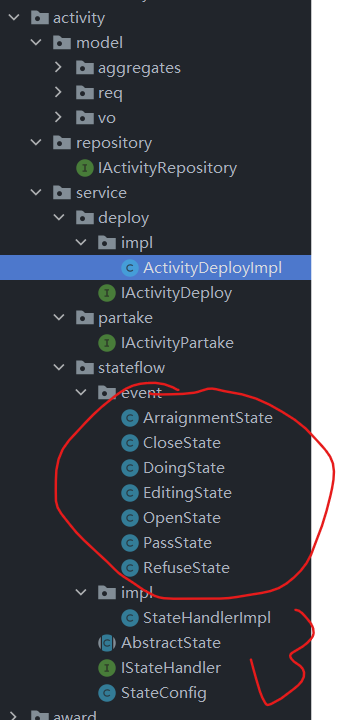 activity
model
aggregates
req
vo
repository
IActivityRepository
service
deploy
impl
ActivityDeployImpl
IActivityDeploy
partake
IActivityPartake
stateflow
event
ArraignmentState
CloseState
DoingState
EditingState
OpenState
PassState
RefuseState
impl
StateHandlerImpl
AbstractState
IStateHandler
StateConfig
award